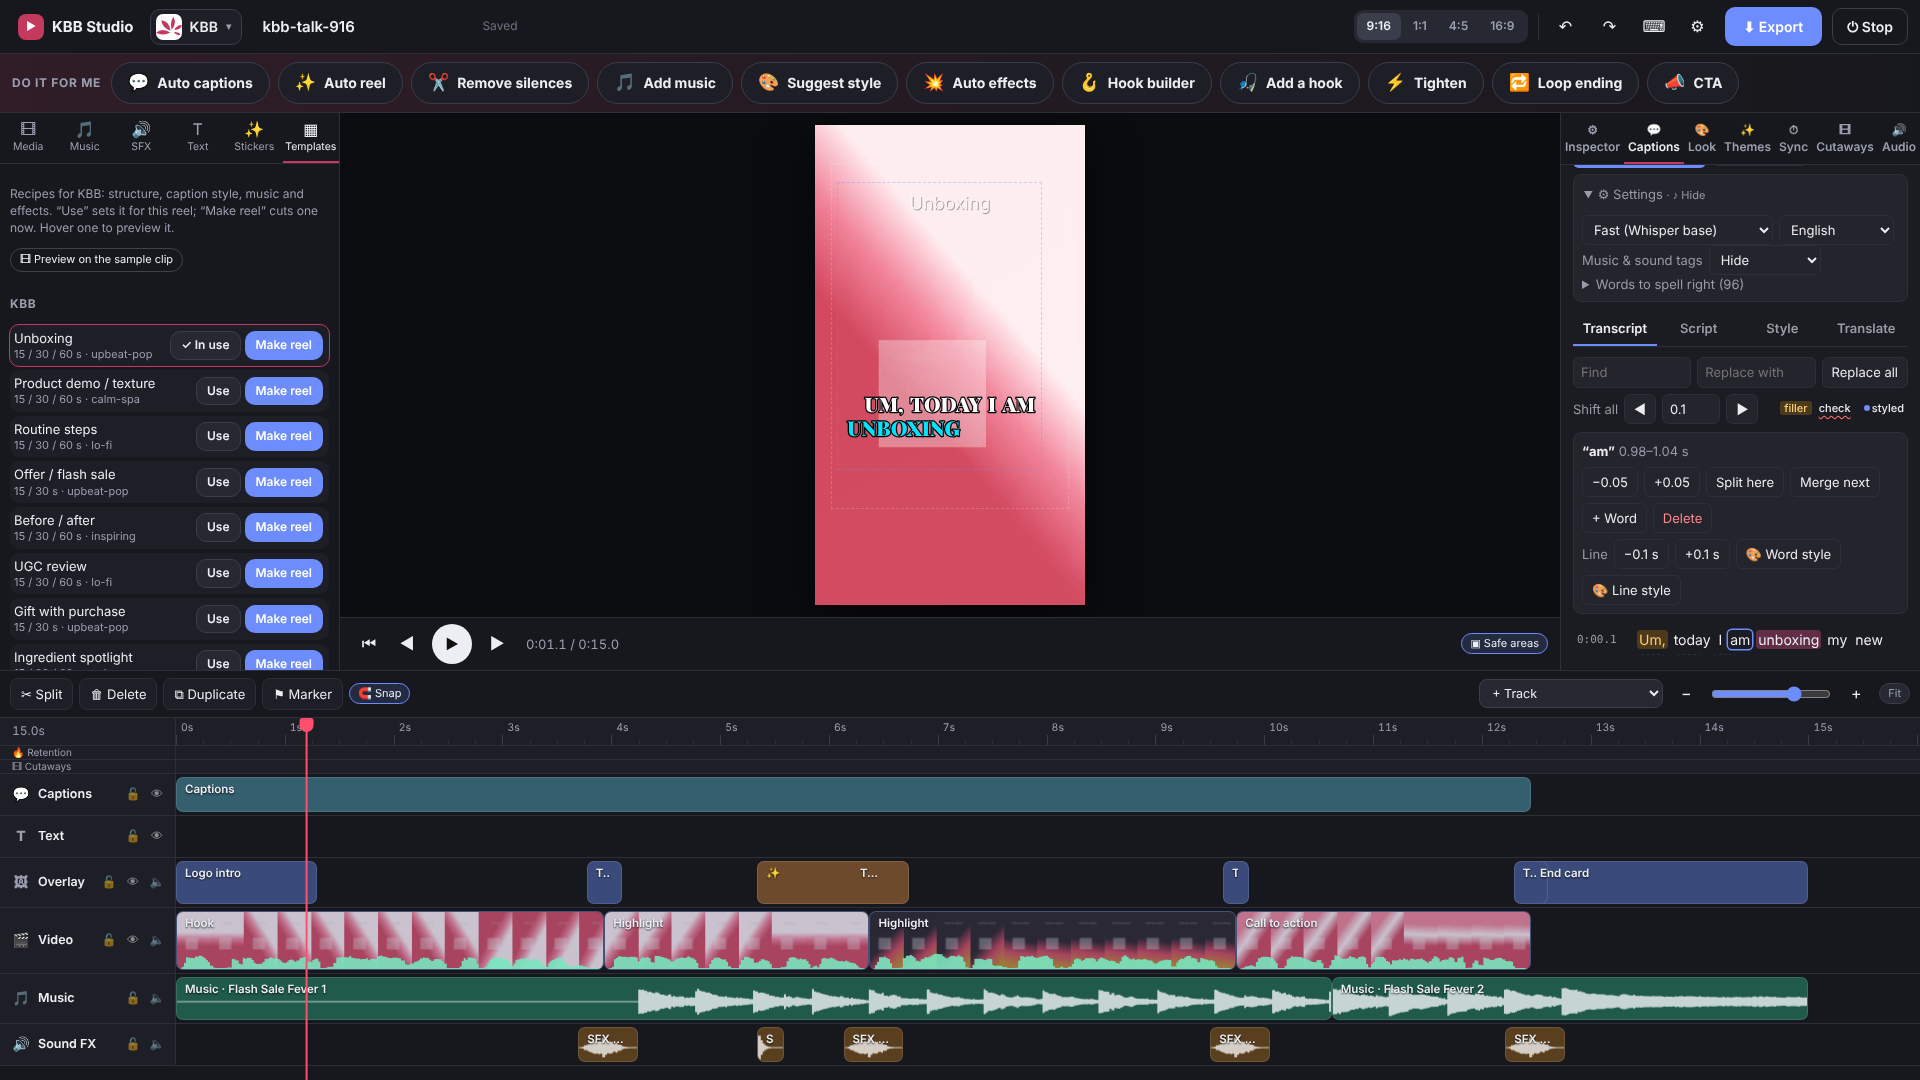 KBB Studio
KBB
kbb-talk-916
Saved
9:16
1:1
4:5
16:9
Export
Stop
DO IT FOR ME
Auto captions
Auto reel
Remove silences
Add music
Suggest style
Auto effects
Hook builder
Add a hook
Tighten
Loop ending
CTA
Media
Music
SFX
Text
Stickers
Templates
Recipes for KBB: structure, caption style, music and
effects. “Use” sets it for this reel; “Make reel” cuts one
now. Hover one to preview it.
Preview on the sample clip
KBB
Unboxing
15 / 30 / 60 s · upbeat-pop
✓ In use
Make reel
Product demo / texture
15 / 30 / 60 s · calm-spa
Use
Make reel
Routine steps
15 / 30 / 60 s · lo-fi
Use
Make reel
Offer / flash sale
15 / 30 s · upbeat-pop
Use
Make reel
Before / after
15 / 30 / 60 s · inspiring
Use
Make reel
UGC review
15 / 30 / 60 s · lo-fi
Use
Make reel
Gift with purchase
15 / 30 s · upbeat-pop
Use
Make reel
Ingredient spotlight
Use
Make reel
Unboxing
UM, TODAY I AM
UNBOXING
0:01.1 / 0:15.0
Safe areas
Inspector
Captions
Look
Themes
Sync
Cutaways
Audio
Settings · ♪ Hide
Fast (Whisper base)
English
Music & sound tags
Hide
Words to spell right (96)
Transcript
Script
Style
Translate
Find
Replace with
Replace all
Shift all
0.1
filler
check
styled
“am” 0.98–1.04 s
−0.05
+0.05
Split here
Merge next
+ Word
Delete
Line
−0.1 s
+0.1 s
Word style
Line style
0:00.1
Um, today I am unboxing my new
Split
Delete
Duplicate
Marker
Snap
+ Track
−
+
Fit
15.0s
0s
1s
2s
3s
4s
5s
6s
7s
8s
9s
10s
11s
12s
13s
14s
15s
Retention
Cutaways
Captions
Captions
Text
Overlay
Logo intro
T..
T...
T
T.. End card
Video
Hook
Highlight
Highlight
Call to action
Music
Music · Flash Sale Fever 1
Music · Flash Sale Fever 2
Sound FX
SFX ...
S
SFX ...
SFX ...
SFX ...